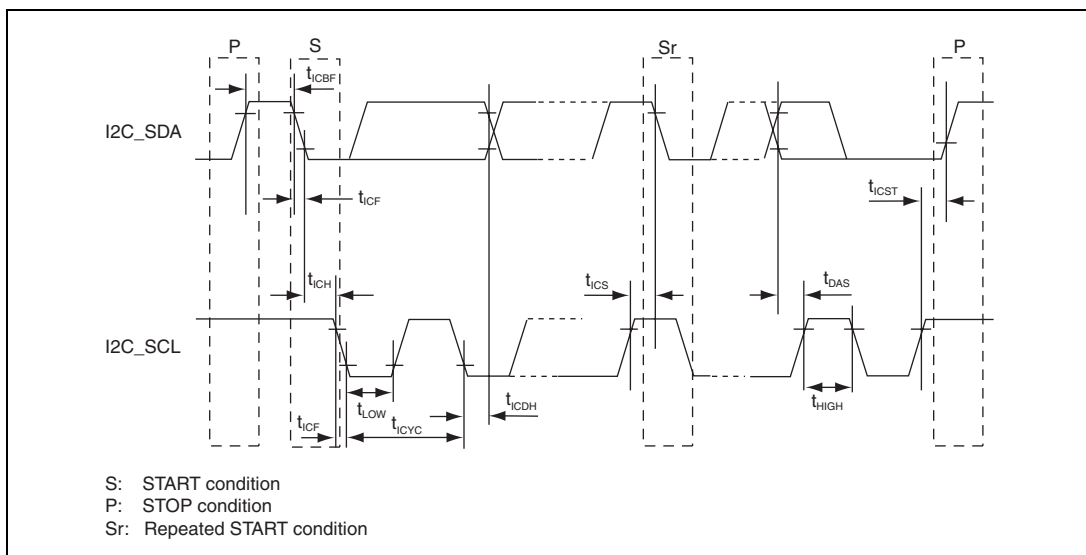 P S Sr P
tICBF
I2C_SDA
tICF
tICST
tICH
tICS
tDAS
I2C_SCL
tLOW
tICDH
tHIGH
tICF
tICYC
S: START condition
P: STOP condition
Sr: Repeated START condition